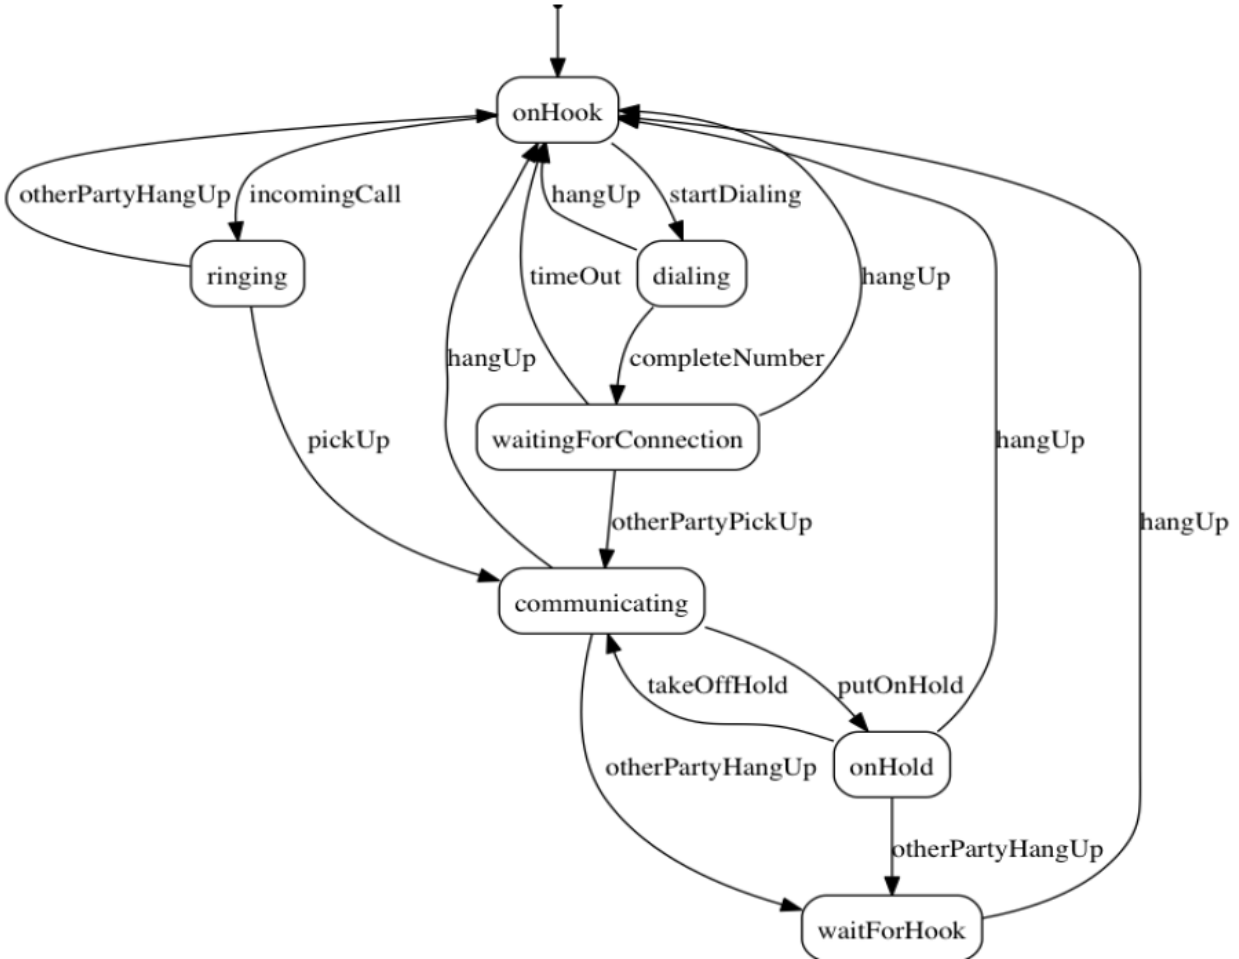 onHook
otherPartyHangUp
incomingCall
hangUp
startDialing
ringing
timeOut
dialing
hangUp
hangUp
completeNumber
pickUp
waitingForConnection
hangUp
otherPartyPickUp
hangUp
communicating
takeOffHold
putOnHold
otherPartyHangUp
onHold
otherPartyHangUp
waitForHook